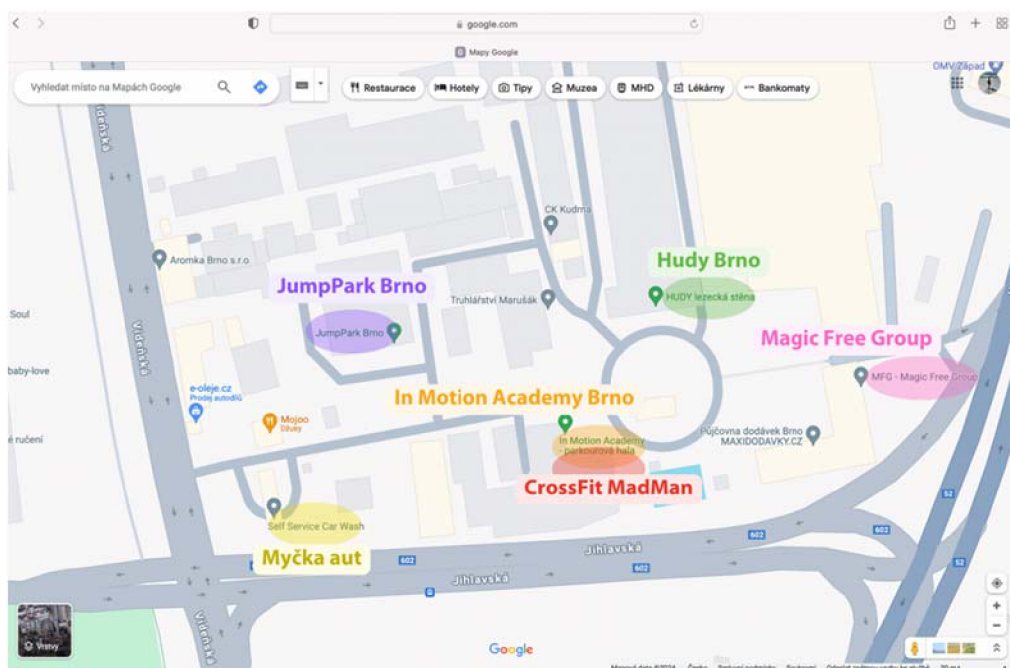 google.com
Mapy Google
Vyhledat místo na Mapách Google
Restaurace
Hotely
Tipy
Muzea
MHD
Lékárny
Bankomaty
OMV Západ
Vídeňská
ČK Kudrna
Aromka Brno s.r.o
Hudy Brno
JumpPark Brno
HUDY lezecká stěna
Truhlářství Marušák
Soul
JumpPark Brno
Vídeňská
Magic Free Group
baby-love
MFG - Magic Free Group
e-oleje.cz
Prodej autodílů
In Motion Academy Brno
Mojoo
Džusy
é ručení
In Motion Academy
- parkourová hala
Půjčovna dodávek Brno
MAXIDODAVKY.CZ
CrossFit MadMan
52
Self Service Car Wash
Myčka aut
602
Jihlavská
602
Jihlavská
602
52
Vídeňská
Vrstvy
Google